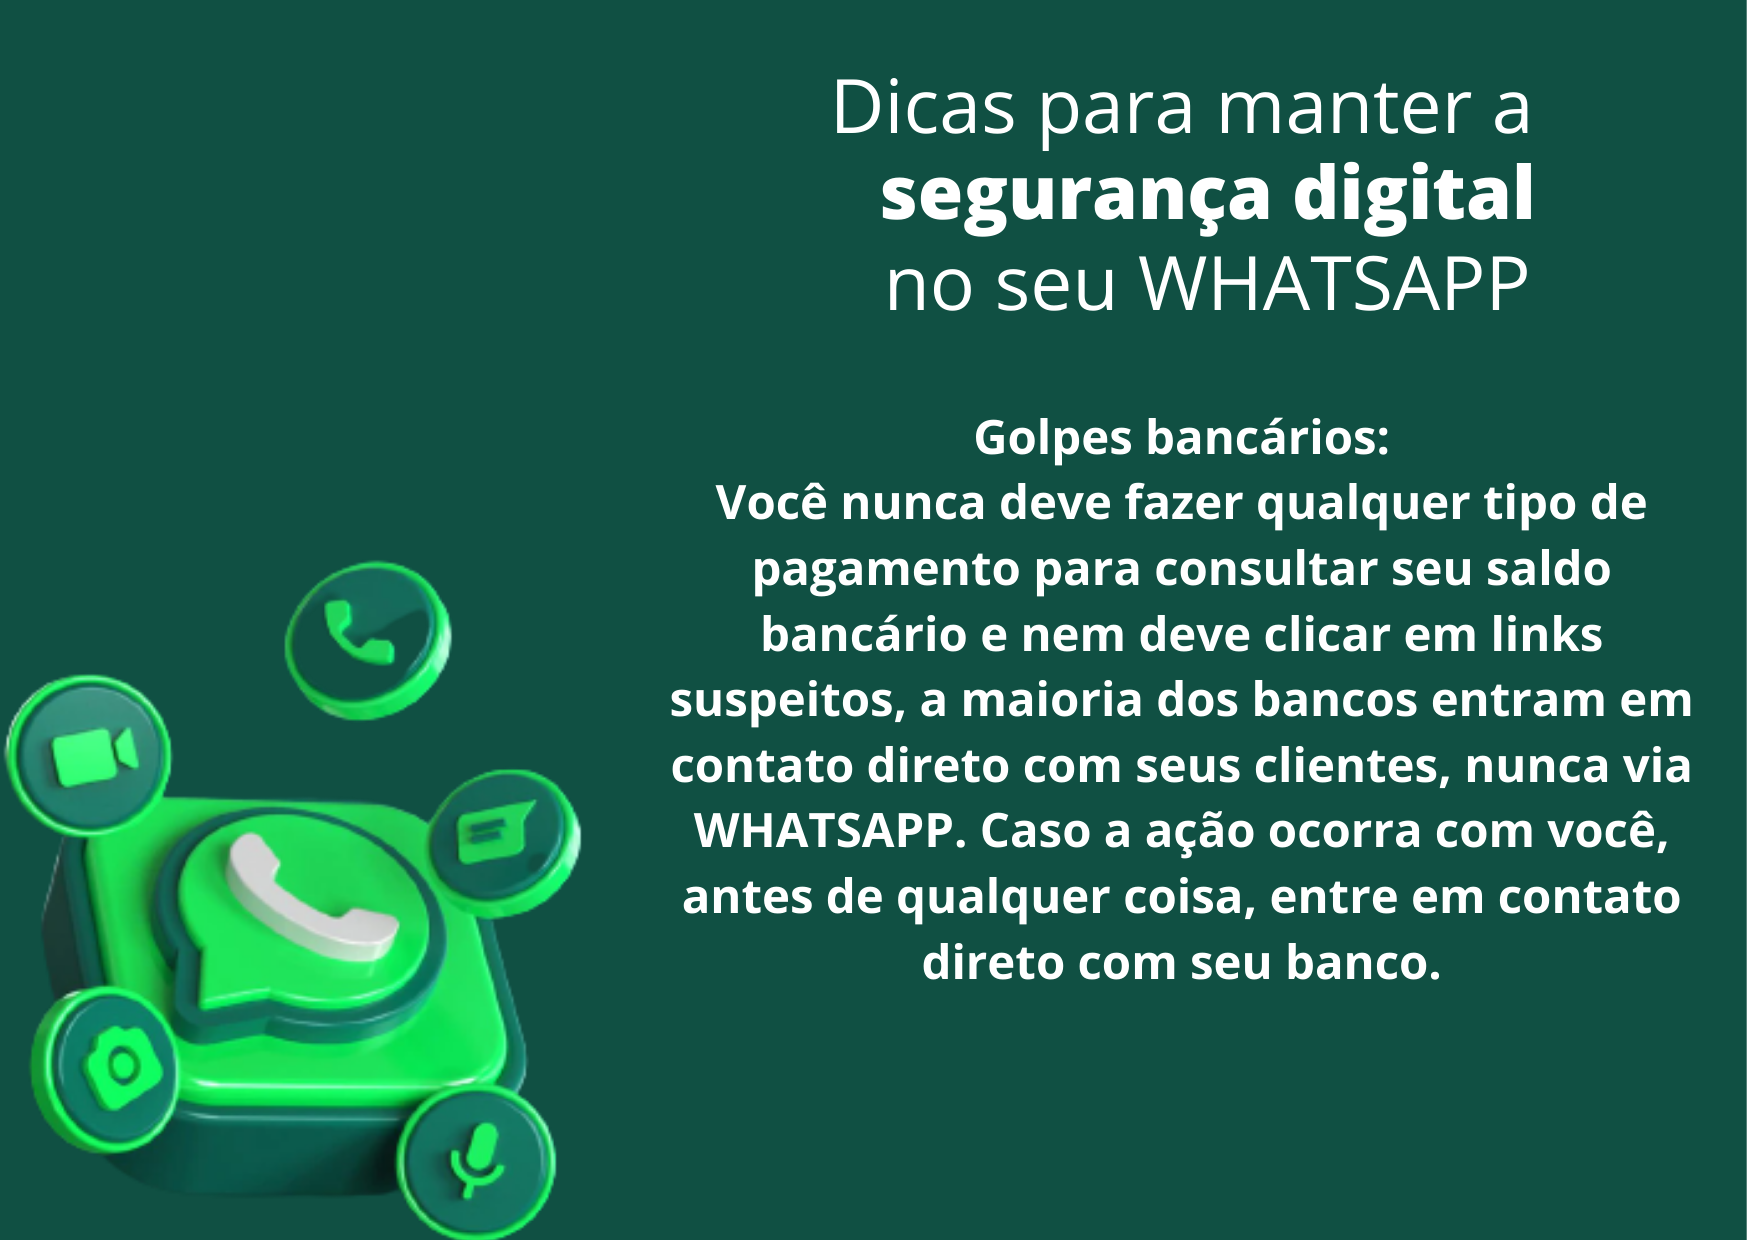 Dicas para manter a
segurança digital
no seu WHATSAPP
Golpes bancários:
Você nunca deve fazer qualquer tipo de
pagamento para consultar seu saldo
bancário e nem deve clicar em links
suspeitos, a maioria dos bancos entram em
contato direto com seus clientes, nunca via
WHATSAPP. Caso a ação ocorra com você,
antes de qualquer coisa, entre em contato
direto com seu banco.